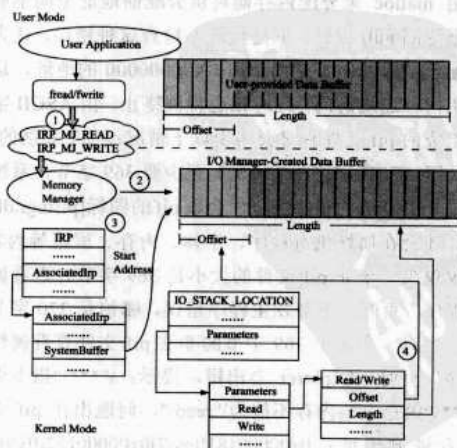 User Mode
User Application
fread/fwrite
①
IRP_MJ_READ
IRP_MJ_WRITE
User-provided Data Buffer
Length
Offset
I/O Manager-Created Data Buffer
Memory
Manager
②
③
Start
Address
Length
Offset
IRP
......
AssociatedIrp
......
AssociatedIrp
......
SystemBuffer
......
IO_STACK_LOCATION
......
Parameters
......
④
Parameters
Read
Write
......
Read/Write
Offset
Length
......
Kernel Mode